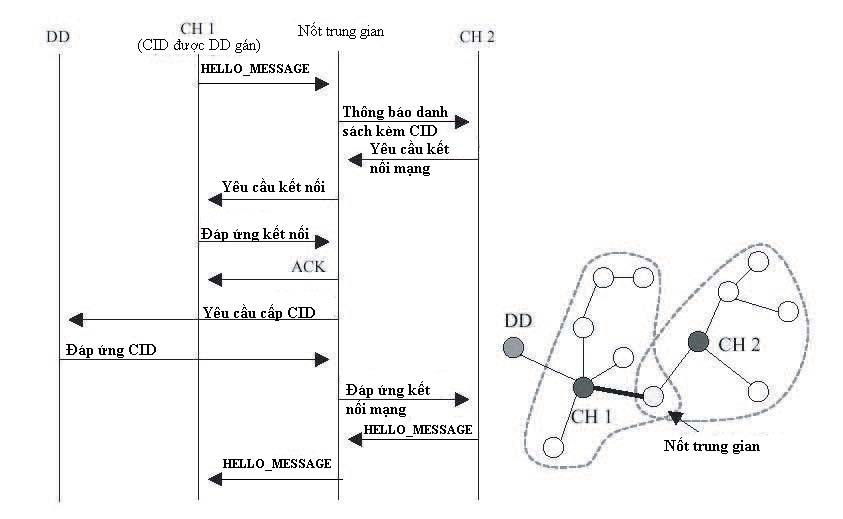 DD
CH 1
(CID được DD gán)
Nốt trung gian
CH 2
HELLO_MESSAGE
Thông báo danh
sách kèm CID
Yêu cầu kết
nối mạng
Yêu cầu kết nối
Đáp ứng kết nối
ACK
Yêu cầu cấp CID
Đáp ứng CID
Đáp ứng kết
nối mạng
HELLO_MESSAGE
HELLO_MESSAGE
DD
CH 1
CH 2
Nốt trung gian